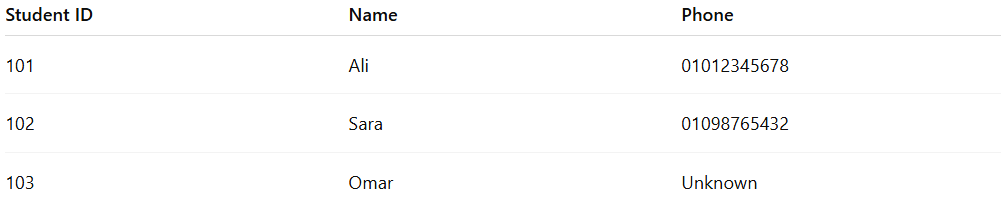 Student ID Name Phone
101 Ali 01012345678
102 Sara 01098765432
103 Omar Unknown